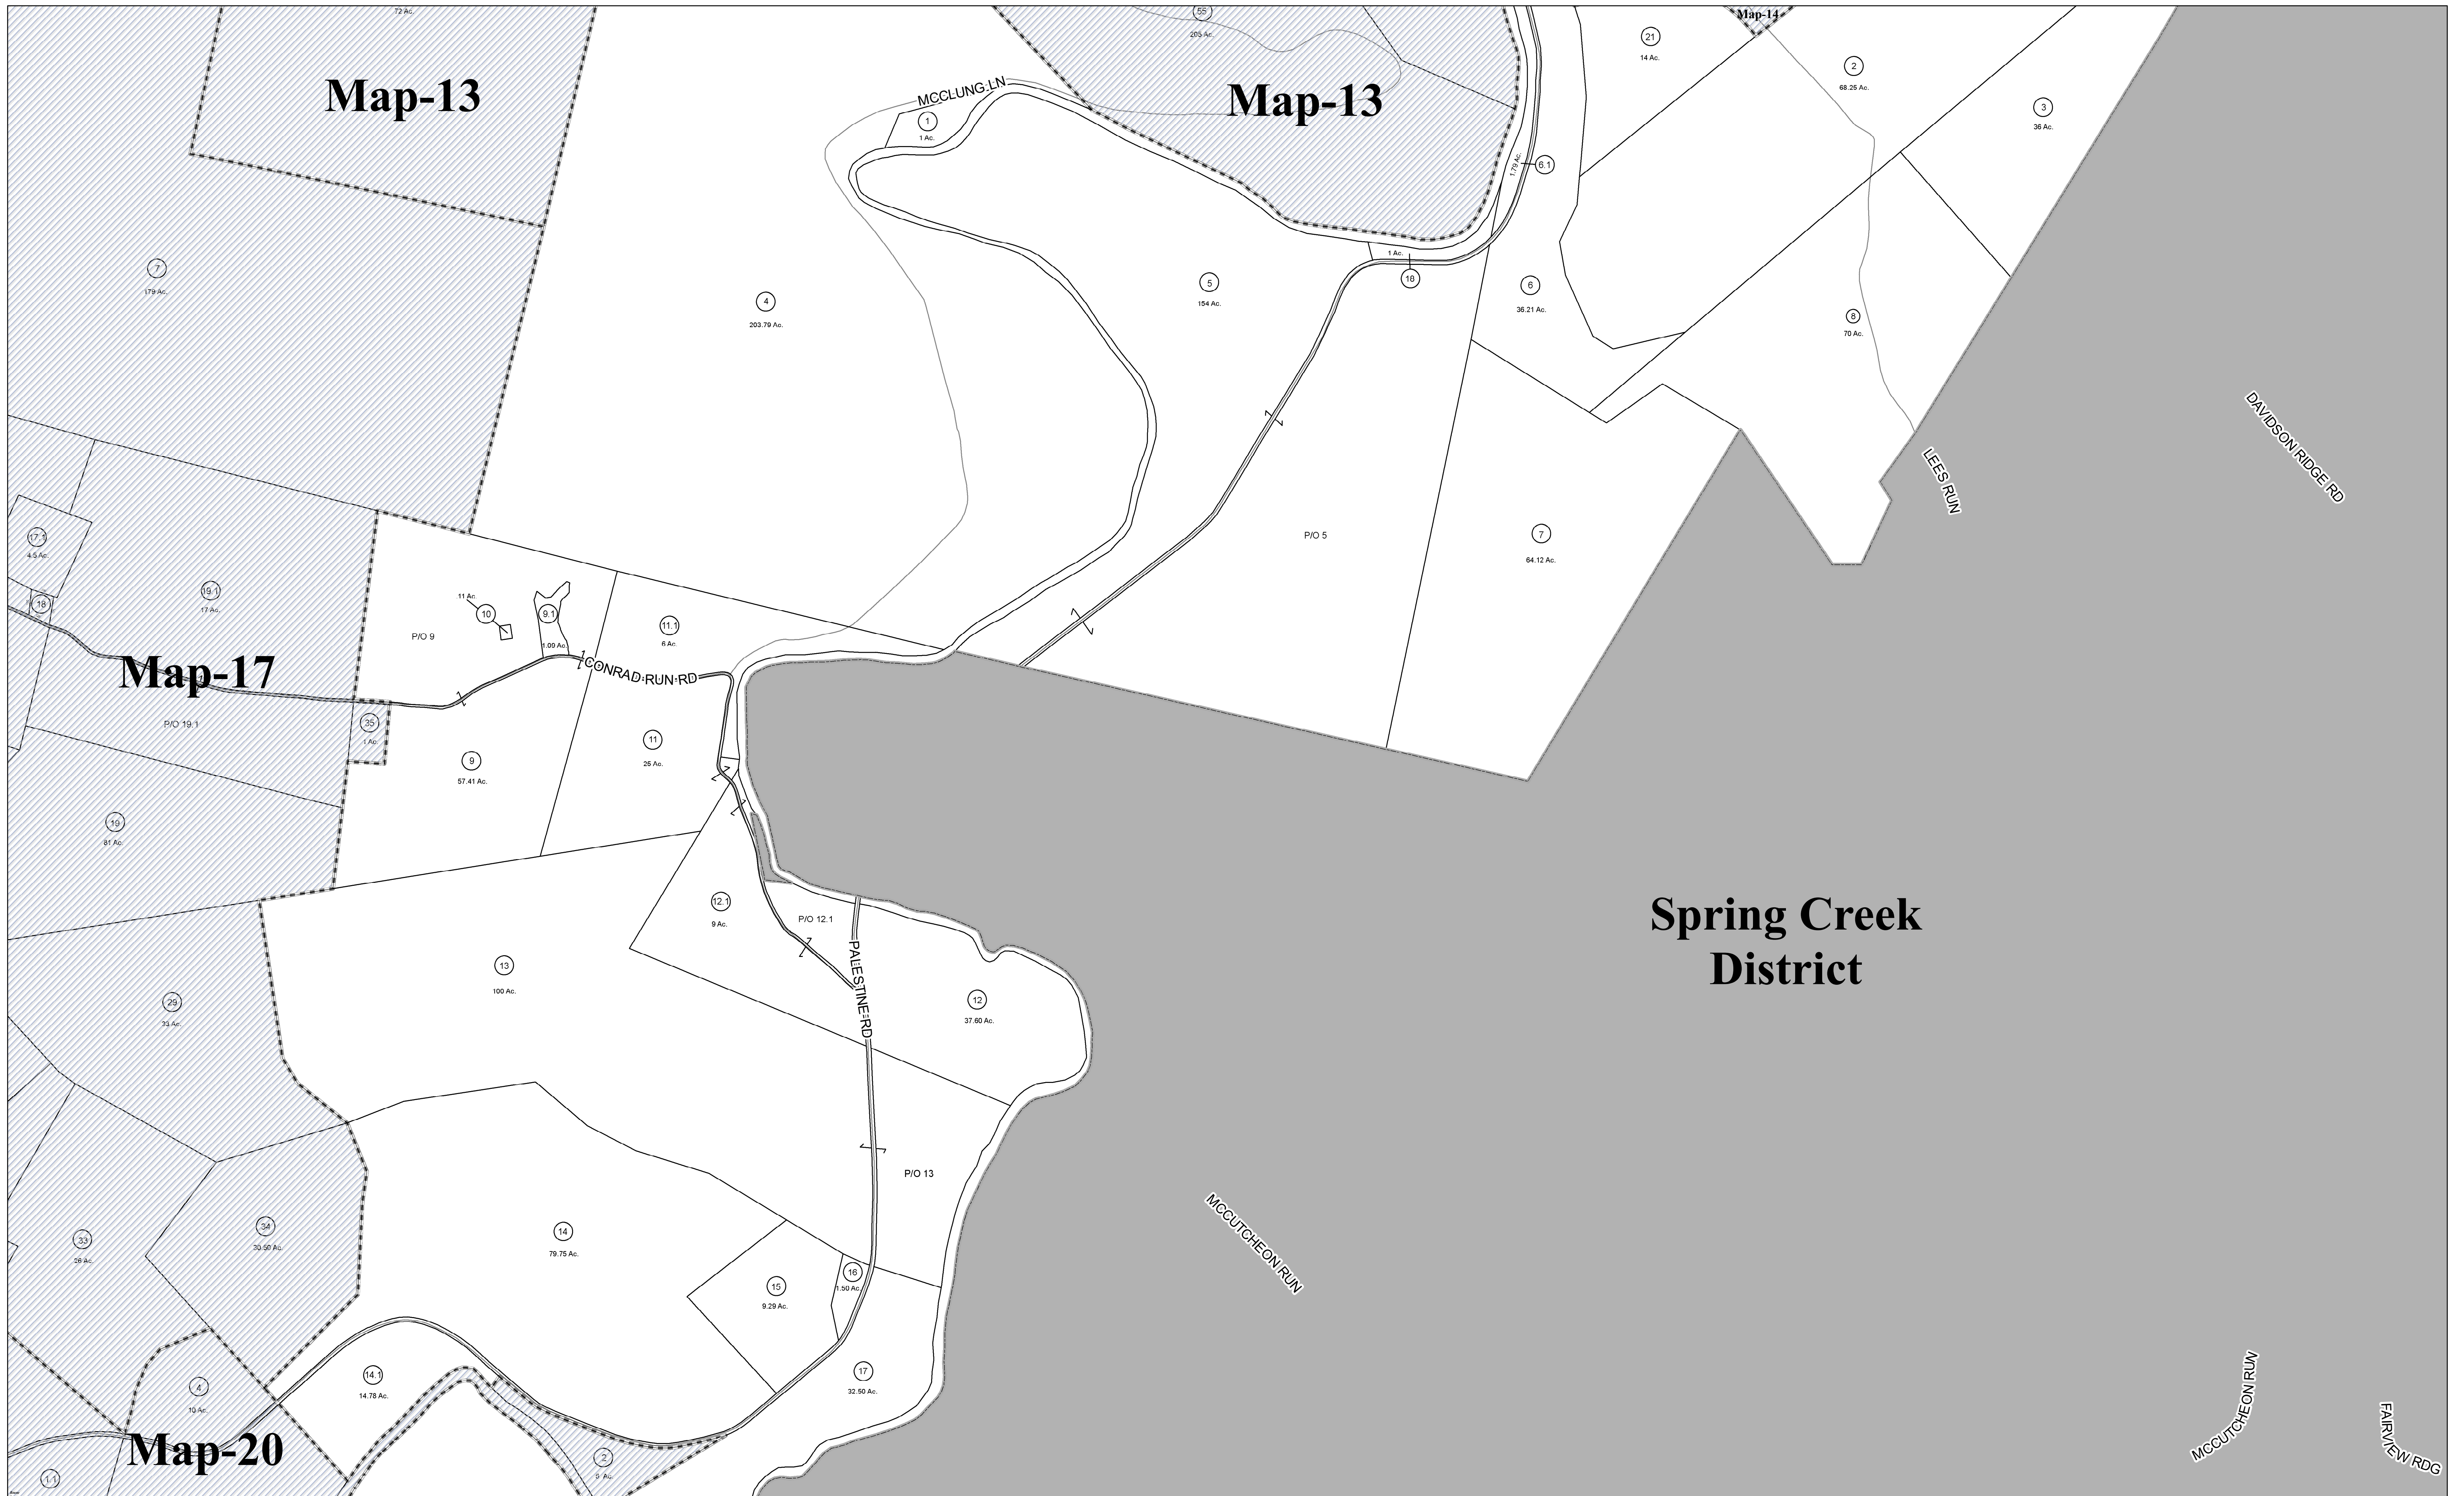 72 Ac.
55
205 Ac.
Map-14
21
14 Ac.
2
68.25 Ac.
Map-13
MCCLUNG LN
Map-13
3
36 Ac.
1
1 Ac.
1.79 Ac.
6.1
7
179 Ac.
1 Ac.
18
4
203.79 Ac.
5
154 Ac.
6
36.21 Ac.
8
70 Ac.
DAVIDSON RIDGE RD
LEES RUN
17.1
4.5 Ac.
P/O 5
7
64.12 Ac.
19.1
17 Ac.
18
11 Ac.
10
9.1
1.09 Ac.
P/O 9
11.1
6 Ac.
CONRAD RUN RD
Map-17
P/O 19.1
35
1 Ac.
11
25 Ac.
9
57.41 Ac.
19
81 Ac.
12.1
9 Ac.
P/O 12.1
Spring Creek
District
PALESTINE RD
13
100 Ac.
29
33 Ac.
12
37.60 Ac.
P/O 13
33
26 Ac.
34
30.50 Ac.
14
79.75 Ac.
MCCUTCHEON RUN
15
9.29 Ac.
16
1.50 Ac.
4
10 Ac.
14.1
14.78 Ac.
17
32.50 Ac.
MCCUTCHEON RUN
FAIRVIEW RDG
Map-20
2
5 Ac.
1.1